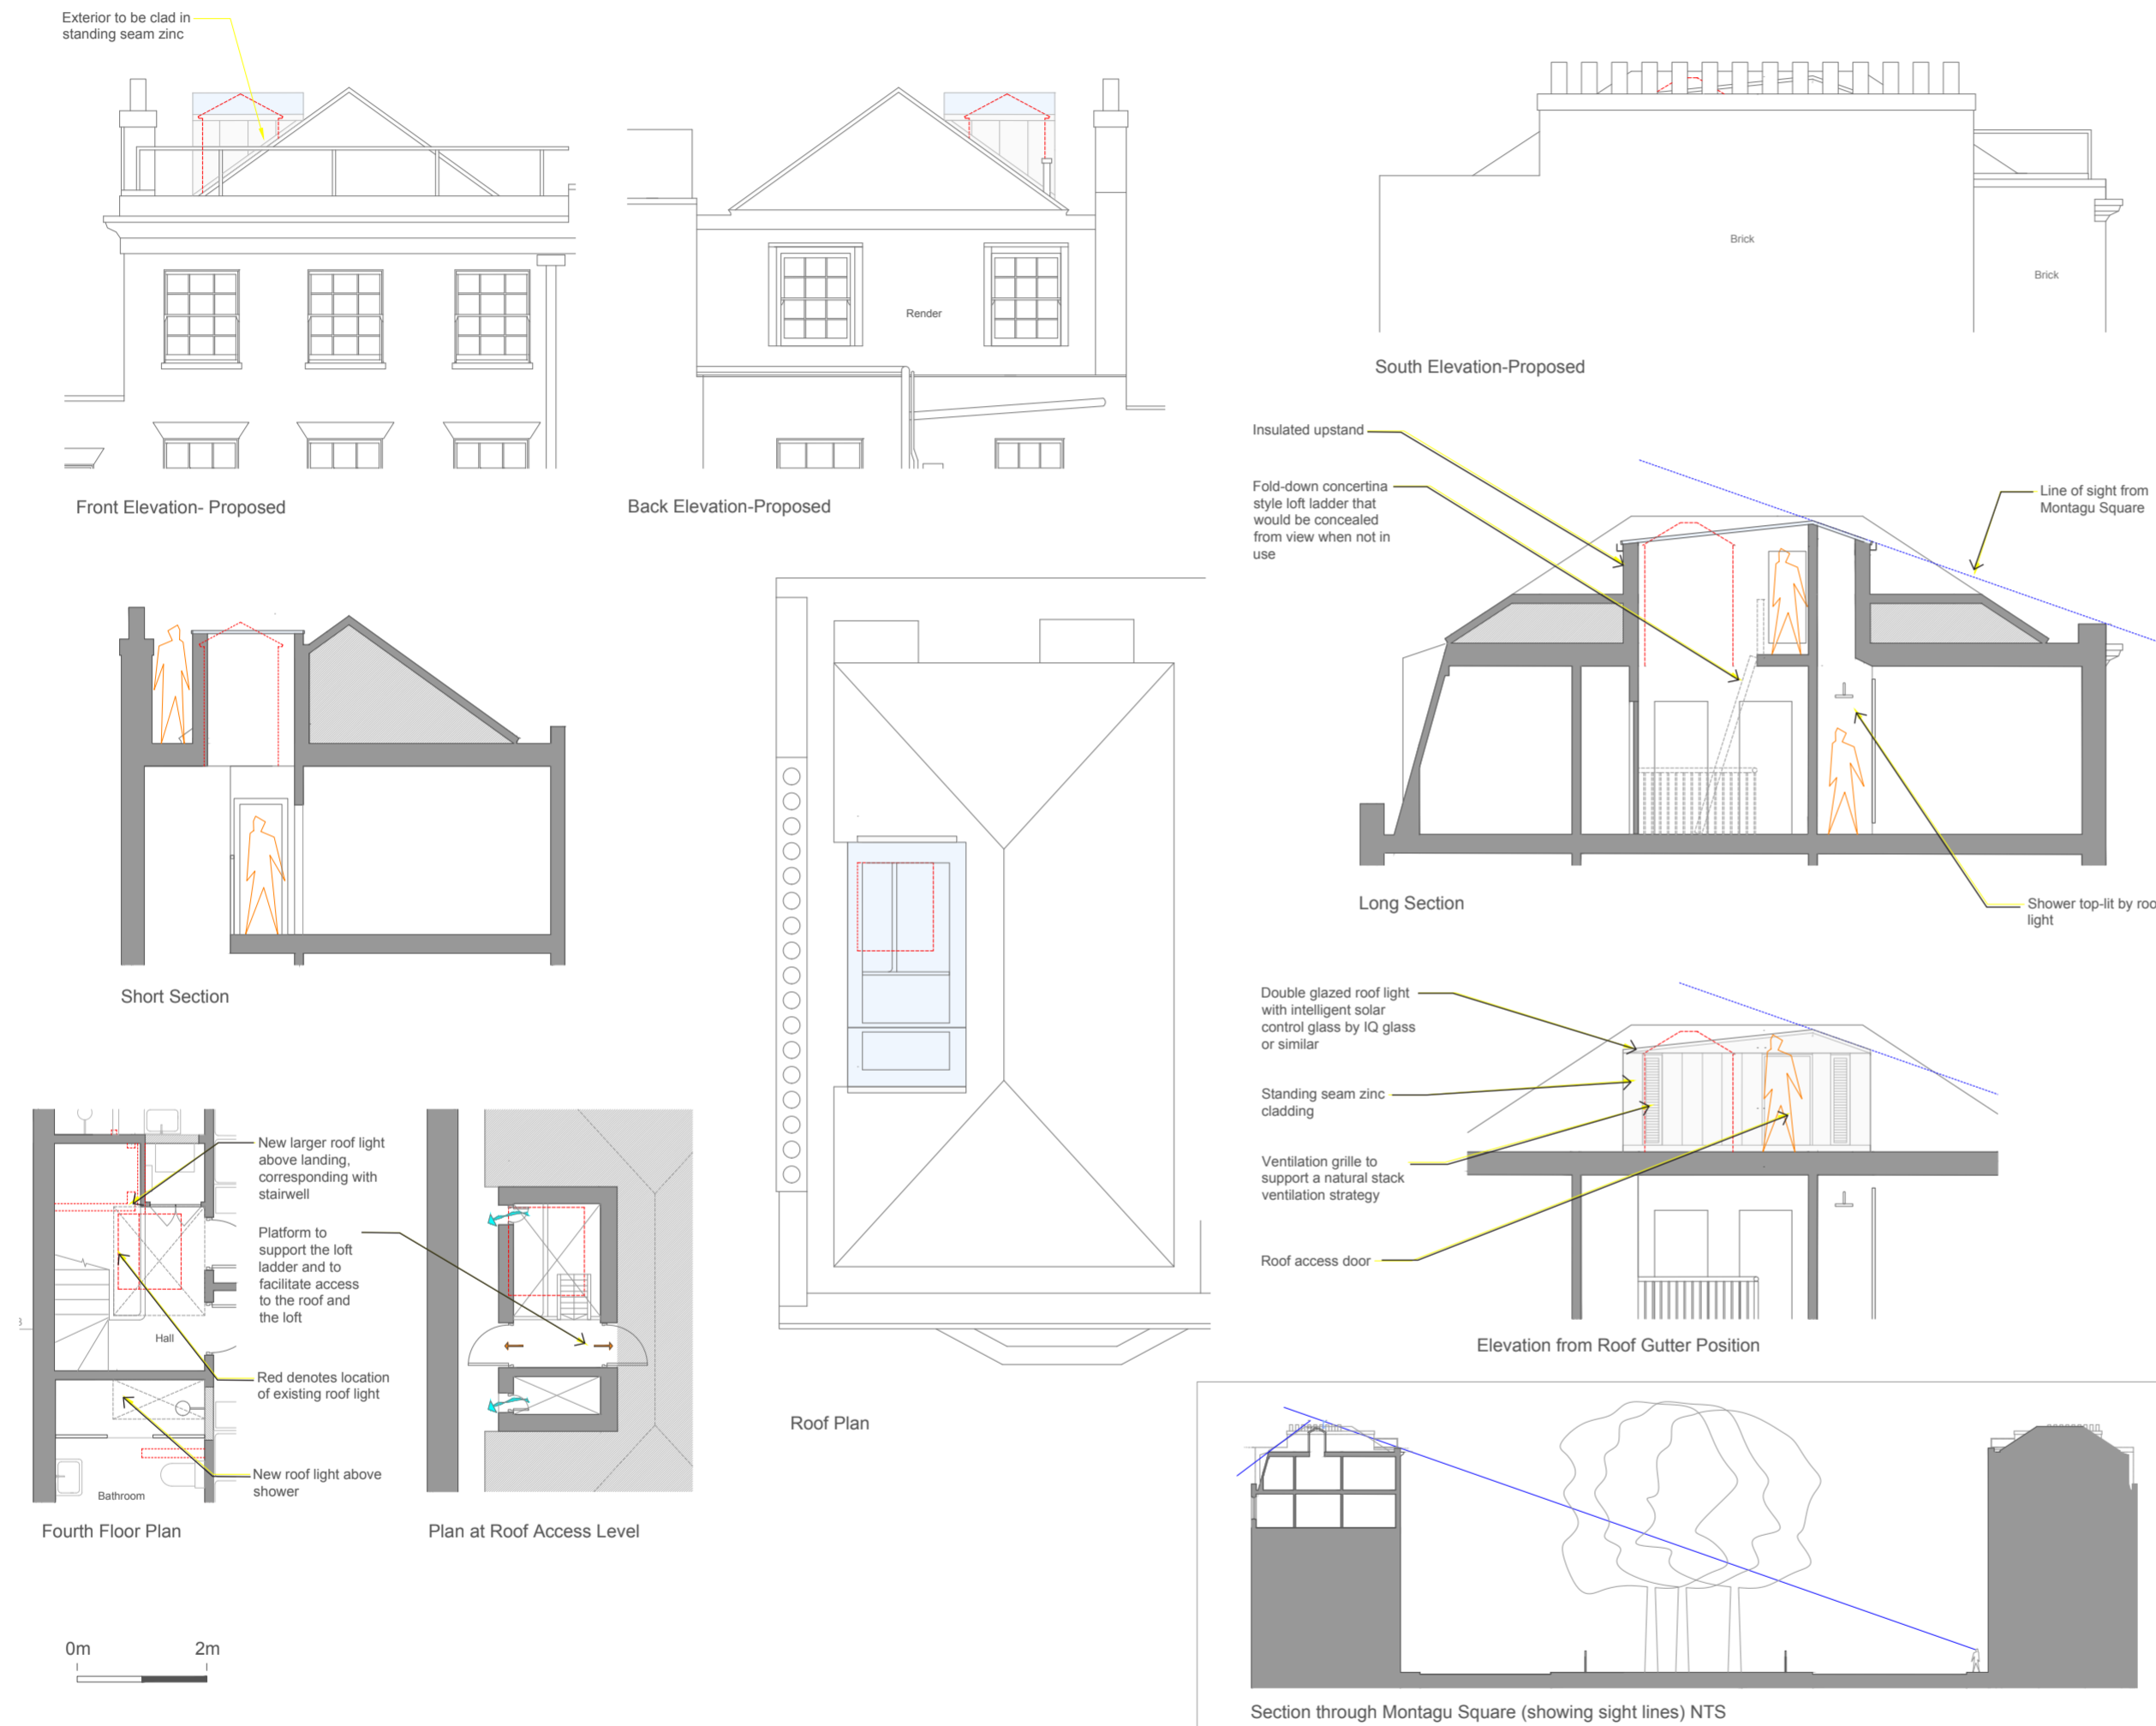 Exterior to be clad in
standing seam zinc
Front Elevation- Proposed
Render
Back Elevation-Proposed
Brick
Brick
South Elevation-Proposed
Insulated upstand
Fold-down concertina
style loft ladder that
would be concealed
from view when not in
use
Line of sight from
Montagu Square
Shower top-lit by roo
light
Long Section
Short Section
Double glazed roof light
with intelligent solar
control glass by IQ glass
or similar
Standing seam zinc
cladding
Ventilation grille to
support a natural stack
ventilation strategy
Roof access door
Elevation from Roof Gutter Position
Roof Plan
New larger roof light
above landing,
corresponding with
stairwell
Platform to
support the loft
ladder and to
facilitate access
to the roof and
the loft
Hall
Red denotes location
of existing roof light
New roof light above
shower
Bathroom
Fourth Floor Plan
Plan at Roof Access Level
0m 2m
Section through Montagu Square (showing sight lines) NTS